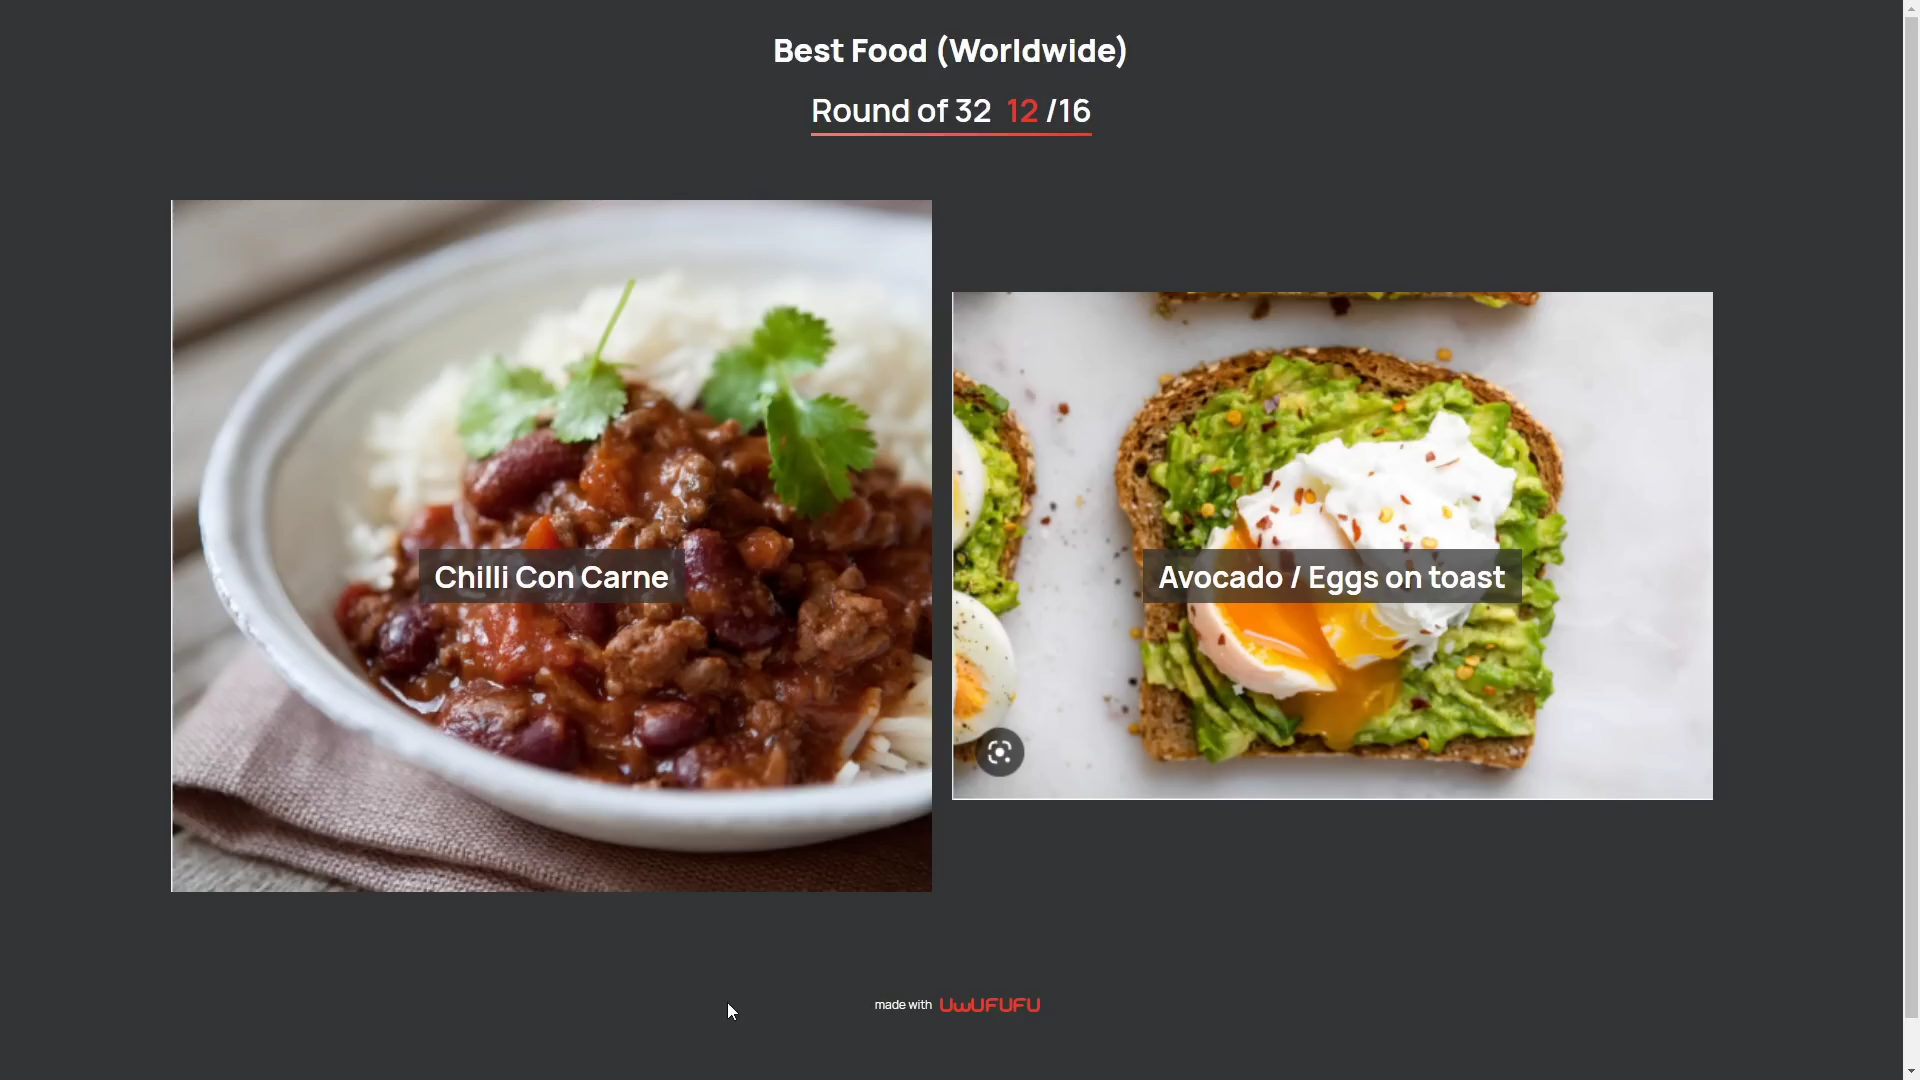 Best Food (Worldwide)
Round of 32 12 /16
Chilli Con Carne
Avocado / Eggs on toast
made with UwUFUFU